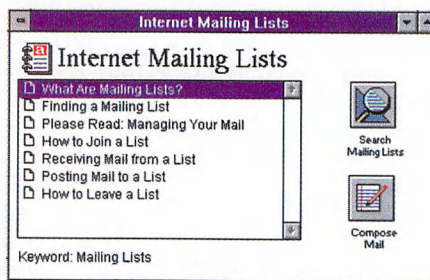 Internet Mailing Lists
Internet Mailing Lists
What Are Mailing Lists?
Finding a Mailing List
Please Read: Managing Your Mail
How to Join a List
Receiving Mail from a List
Posting Mail to a List
How to Leave a List
Search
Mailing Lists
Compose
Mail
Keyword: Mailing Lists